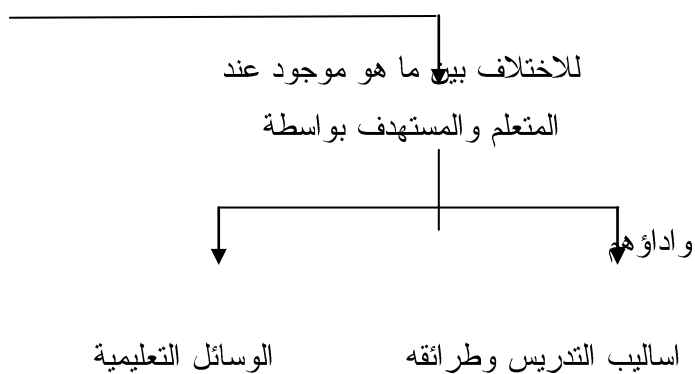 للاختلاف بين ما هو موجود عند
المتعلم والمستهدف بواسطة
واداؤهم
اساليب التدريس وطرائقه
الوسائل التعليمية